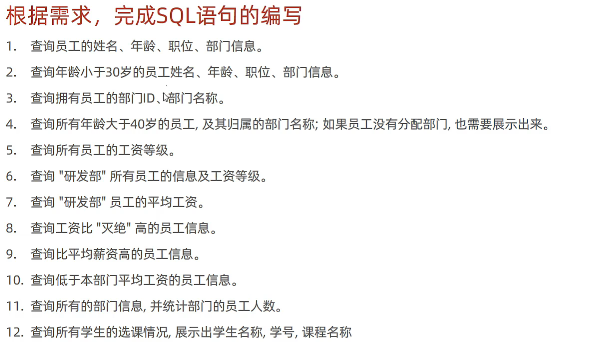 根据需求，完成SQL语句的编写
1. 查询员工的姓名、年龄、职位、部门信息。
2. 查询年龄小于30岁的员工姓名、年龄、职位、部门信息。
3. 查询拥有员工的部门ID、部门名称。
4. 查询所有年龄大于40岁的员工, 及其归属的部门名称; 如果员工没有分配部门, 也需要展示出来。
5. 查询所有员工的工资等级。
6. 查询 "研发部" 所有员工的信息及工资等级。
7. 查询 "研发部" 员工的平均工资。
8. 查询工资比 "灭绝" 高的员工信息。
9. 查询比平均薪资高的员工信息。
10. 查询低于本部门平均工资的员工信息。
11. 查询所有的部门信息, 并统计部门的员工人数。
12. 查询所有学生的选课情况, 展示出学生名称, 学号, 课程名称